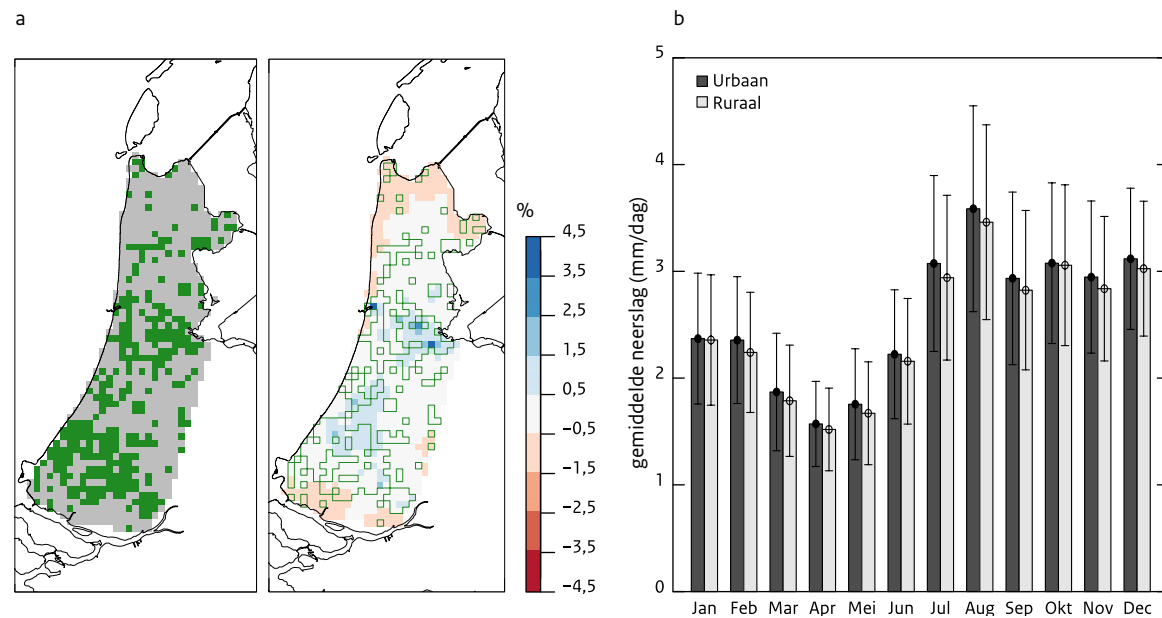 a
%
4,5
3,5
2,5
1,5
0,5
−0,5
−1,5
−2,5
−3,5
−4,5
b
gemiddelde nerslag (mm/dag)
5
4
3
2
1
0
Urbaan
Ruraal
Jan Feb Mar Apr Mei Jun Jul Aug Sep Okt Nov Dec